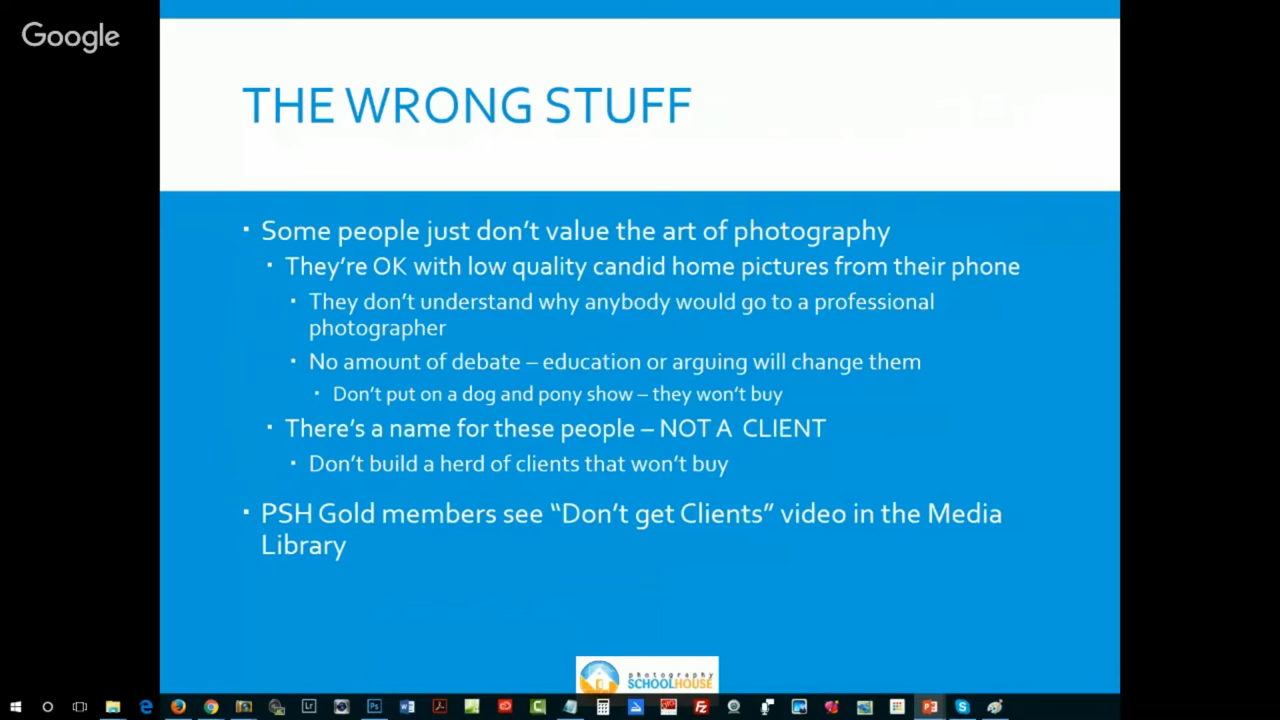 Google
THE WRONG STUFF
▪ Some people just don’t value the art of photography
▪ They’re OK with low quality candid home pictures from their phone
▪ They don’t understand why anybody would go to a professional
photographer
▪ No amount of debate – education or arguing will change them
▪ Don’t put on a dog and pony show – they won’t buy
▪ There’s a name for these people – NOT A CLIENT
▪ Don’t build a herd of clients that won’t buy
▪ PSH Gold members see “Don’t get Clients” video in the Media
Library
photography
SCHOOLHOUSE
Lr
Ps